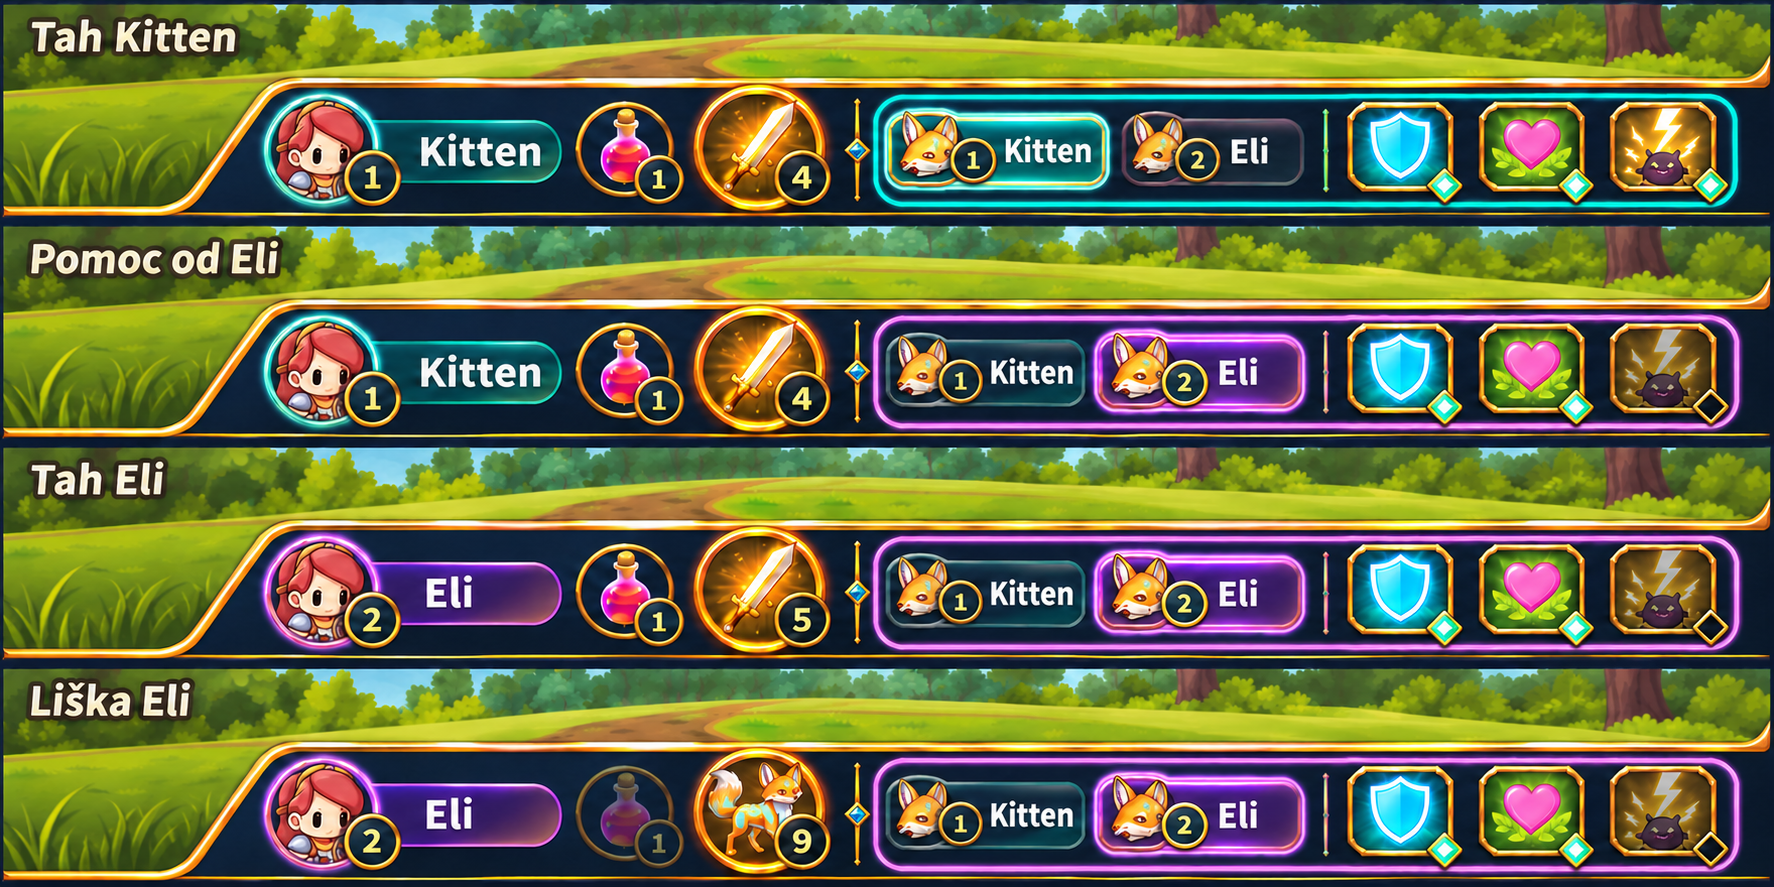 Tah Kitten
1 Kitten 1 4 1 Kitten 2 Eli
Pomoc od Eli
1 Kitten 1 4 1 Kitten 2 Eli
Tah Eli
2 Eli 1 5 1 Kitten 2 Eli
Liška Eli
2 Eli 1 9 1 Kitten 2 Eli